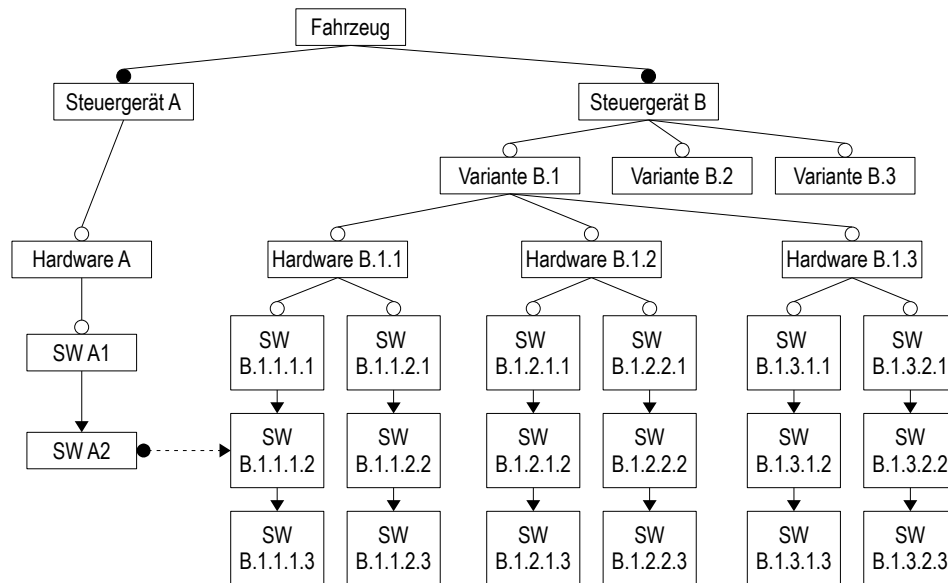 Fahrzeug
Steuergerät A
Steuergerät B
Variante B.1
Variante B.2
Variante B.3
Hardware A
Hardware B.1.1
Hardware B.1.2
Hardware B.1.3
SW A1
SW
B.1.1.1.1
SW
B.1.1.2.1
SW
B.1.2.1.1
SW
B.1.2.2.1
SW
B.1.3.1.1
SW
B.1.3.2.1
SW A2
SW
B.1.1.1.2
SW
B.1.1.2.2
SW
B.1.2.1.2
SW
B.1.2.2.2
SW
B.1.3.1.2
SW
B.1.3.2.2
SW
B.1.1.1.3
SW
B.1.1.2.3
SW
B.1.2.1.3
SW
B.1.2.2.3
SW
B.1.3.1.3
SW
B.1.3.2.3